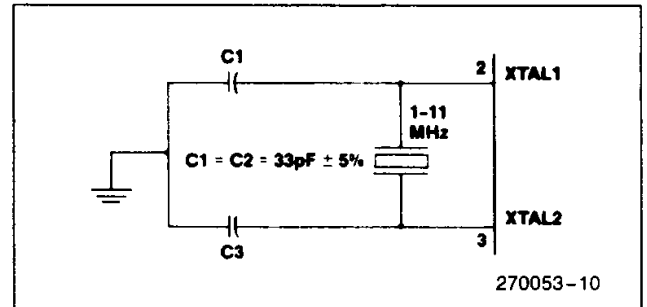 C1
2 XTAL1
1-11
MHz
C1 = C2 = 33pF ± 5%
XTAL2
3
C3
270053-10